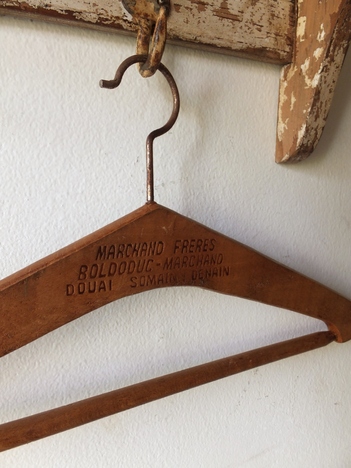 MARCHAND FRERES
BOLDODUC - MARCHAND
DOUAI SOMAIN DENAIN